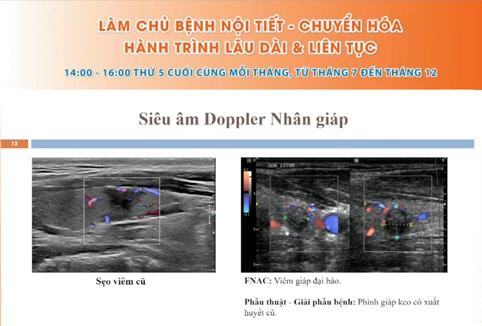 LÀM CHỦ BỆNH NỘI TIẾT - CHUYỂN HÓA
HÀNH TRÌNH LÂU DÀI & LIÊN TỤC
14:00 - 16:00 THỨ 5 CUỐI CÙNG MỖI THÁNG, TỪ THÁNG 7 ĐẾN THÁNG 12
Siêu âm Doppler Nhân giáp
12
Sẹo viêm cũ
FNAC: Viêm giáp đại bào.
Phẫu thuật - Giải phẫu bệnh: Phình giáp keo có xuất
huyết cũ.